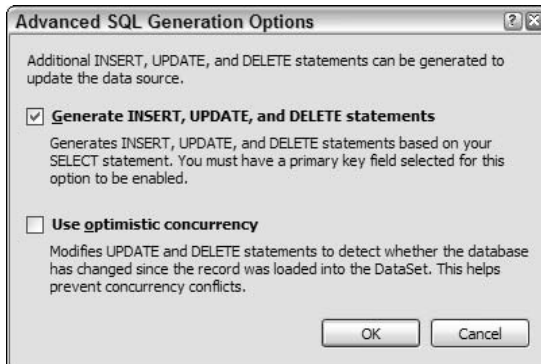 Advanced SQL Generation Options
Additional INSERT, UPDATE, and DELETE statements can be generated to
update the data source.
Generate INSERT, UPDATE, and DELETE statements
Generates INSERT, UPDATE, and DELETE statements based on your
SELECT statement. You must have a primary key field selected for this
option to be enabled.
Use optimistic concurrency
Modifies UPDATE and DELETE statements to detect whether the database
has changed since the record was loaded into the DataSet. This helps
prevent concurrency conflicts.
OK Cancel